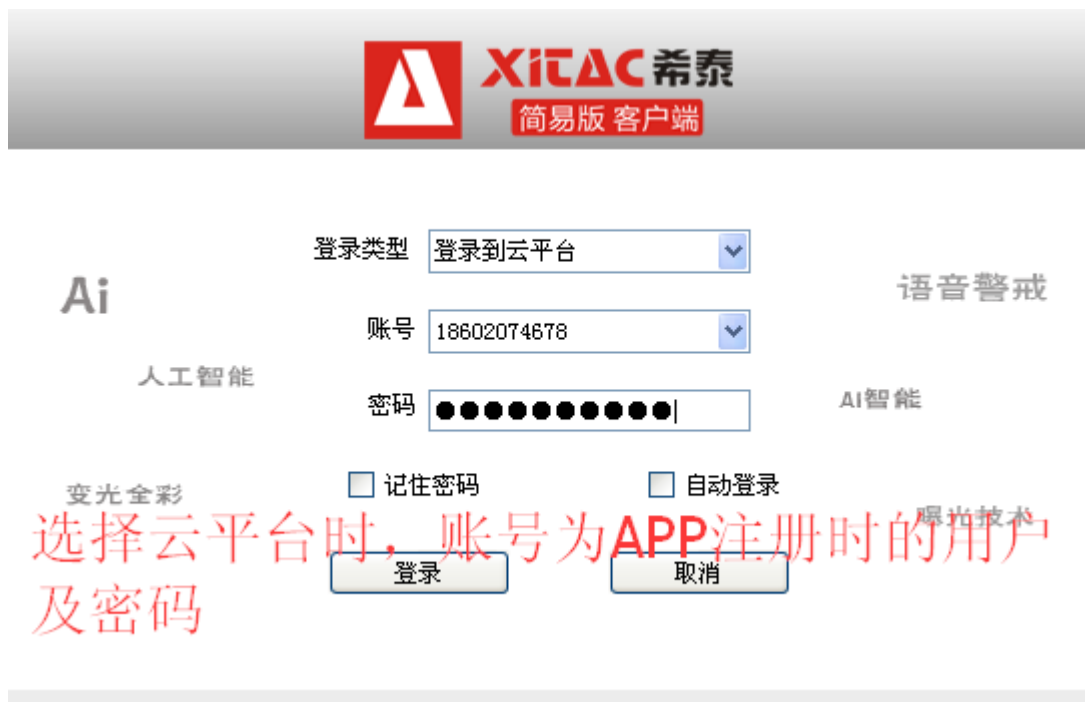 XiTAC希泰
简易版 客户端
登录类型 登录到云平台
Ai
语音警戒
账号 18602074678
人工智能
密码 ●●●●●●●●●●
AI智能
记住密码 自动登录
变光全彩
曝光技术
选择云平台时，账号为APP注册时的用户
登录 取消
及密码